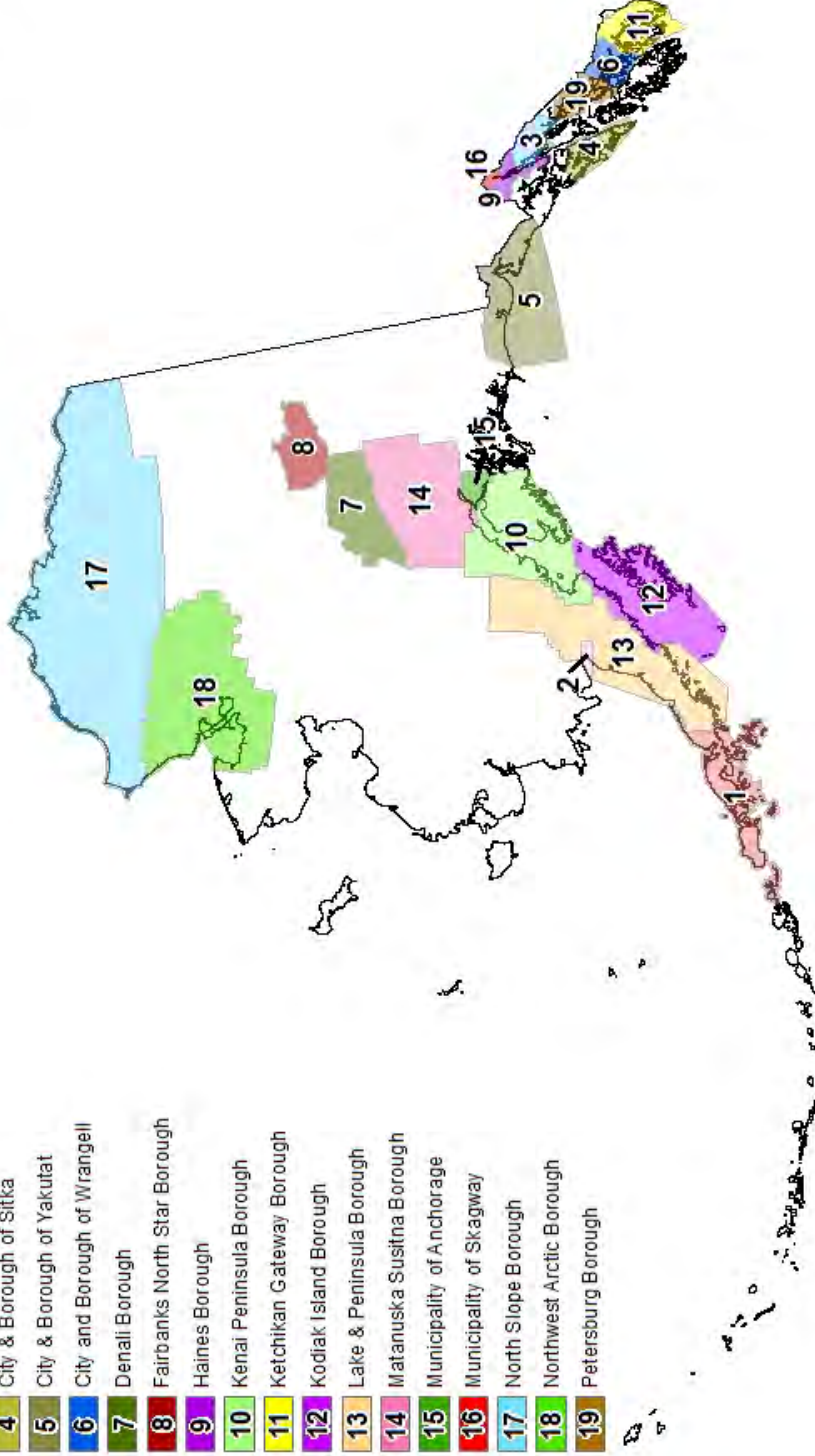 4 City & Borough of Sitka
5 City & Borough of Yakutat
6 City and Borough of Wrangell
7 Denali Borough
8 Fairbanks North Star Borough
9 Haines Borough
10 Kenai Peninsula Borough
11 Ketchikan Gateway Borough
12 Kodiak Island Borough
13 Lake & Peninsula Borough
14 Matanuska Susitna Borough
15 Municipality of Anchorage
16 Municipality of Skagway
17 North Slope Borough
18 Northwest Arctic Borough
19 Petersburg Borough
17
18
8
7
14
15
10
5
16
9
3
19
6
11
4
2
13
12
1